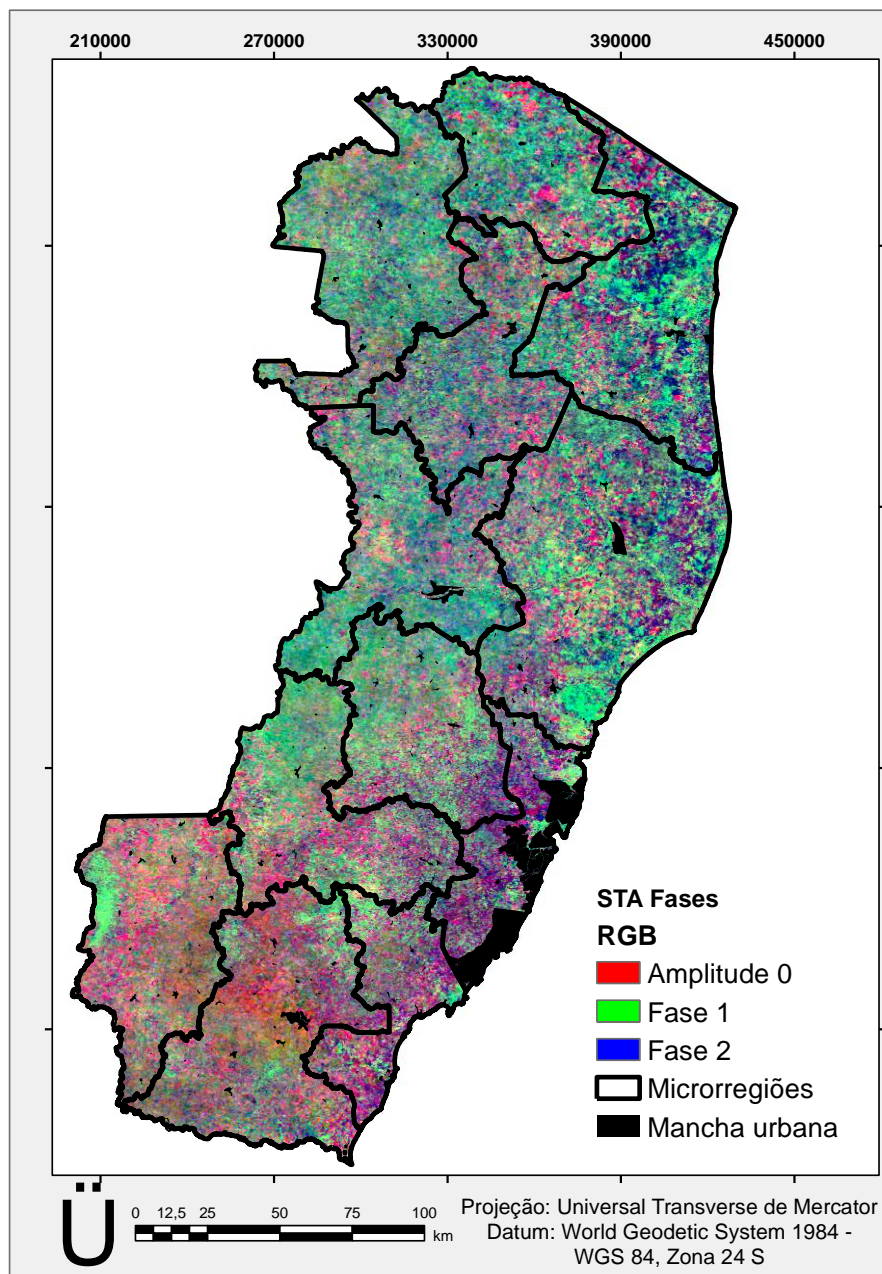 210000 270000 330000 390000 450000
STA Fases
RGB
Amplitude 0
Fase 1
Fase 2
Microrregiões
Mancha urbana
Ü
0 12,5 25 50 75 100
km
Projeção: Universal Transverse de Mercator
Datum: World Geodetic System 1984 -
WGS 84, Zona 24 S